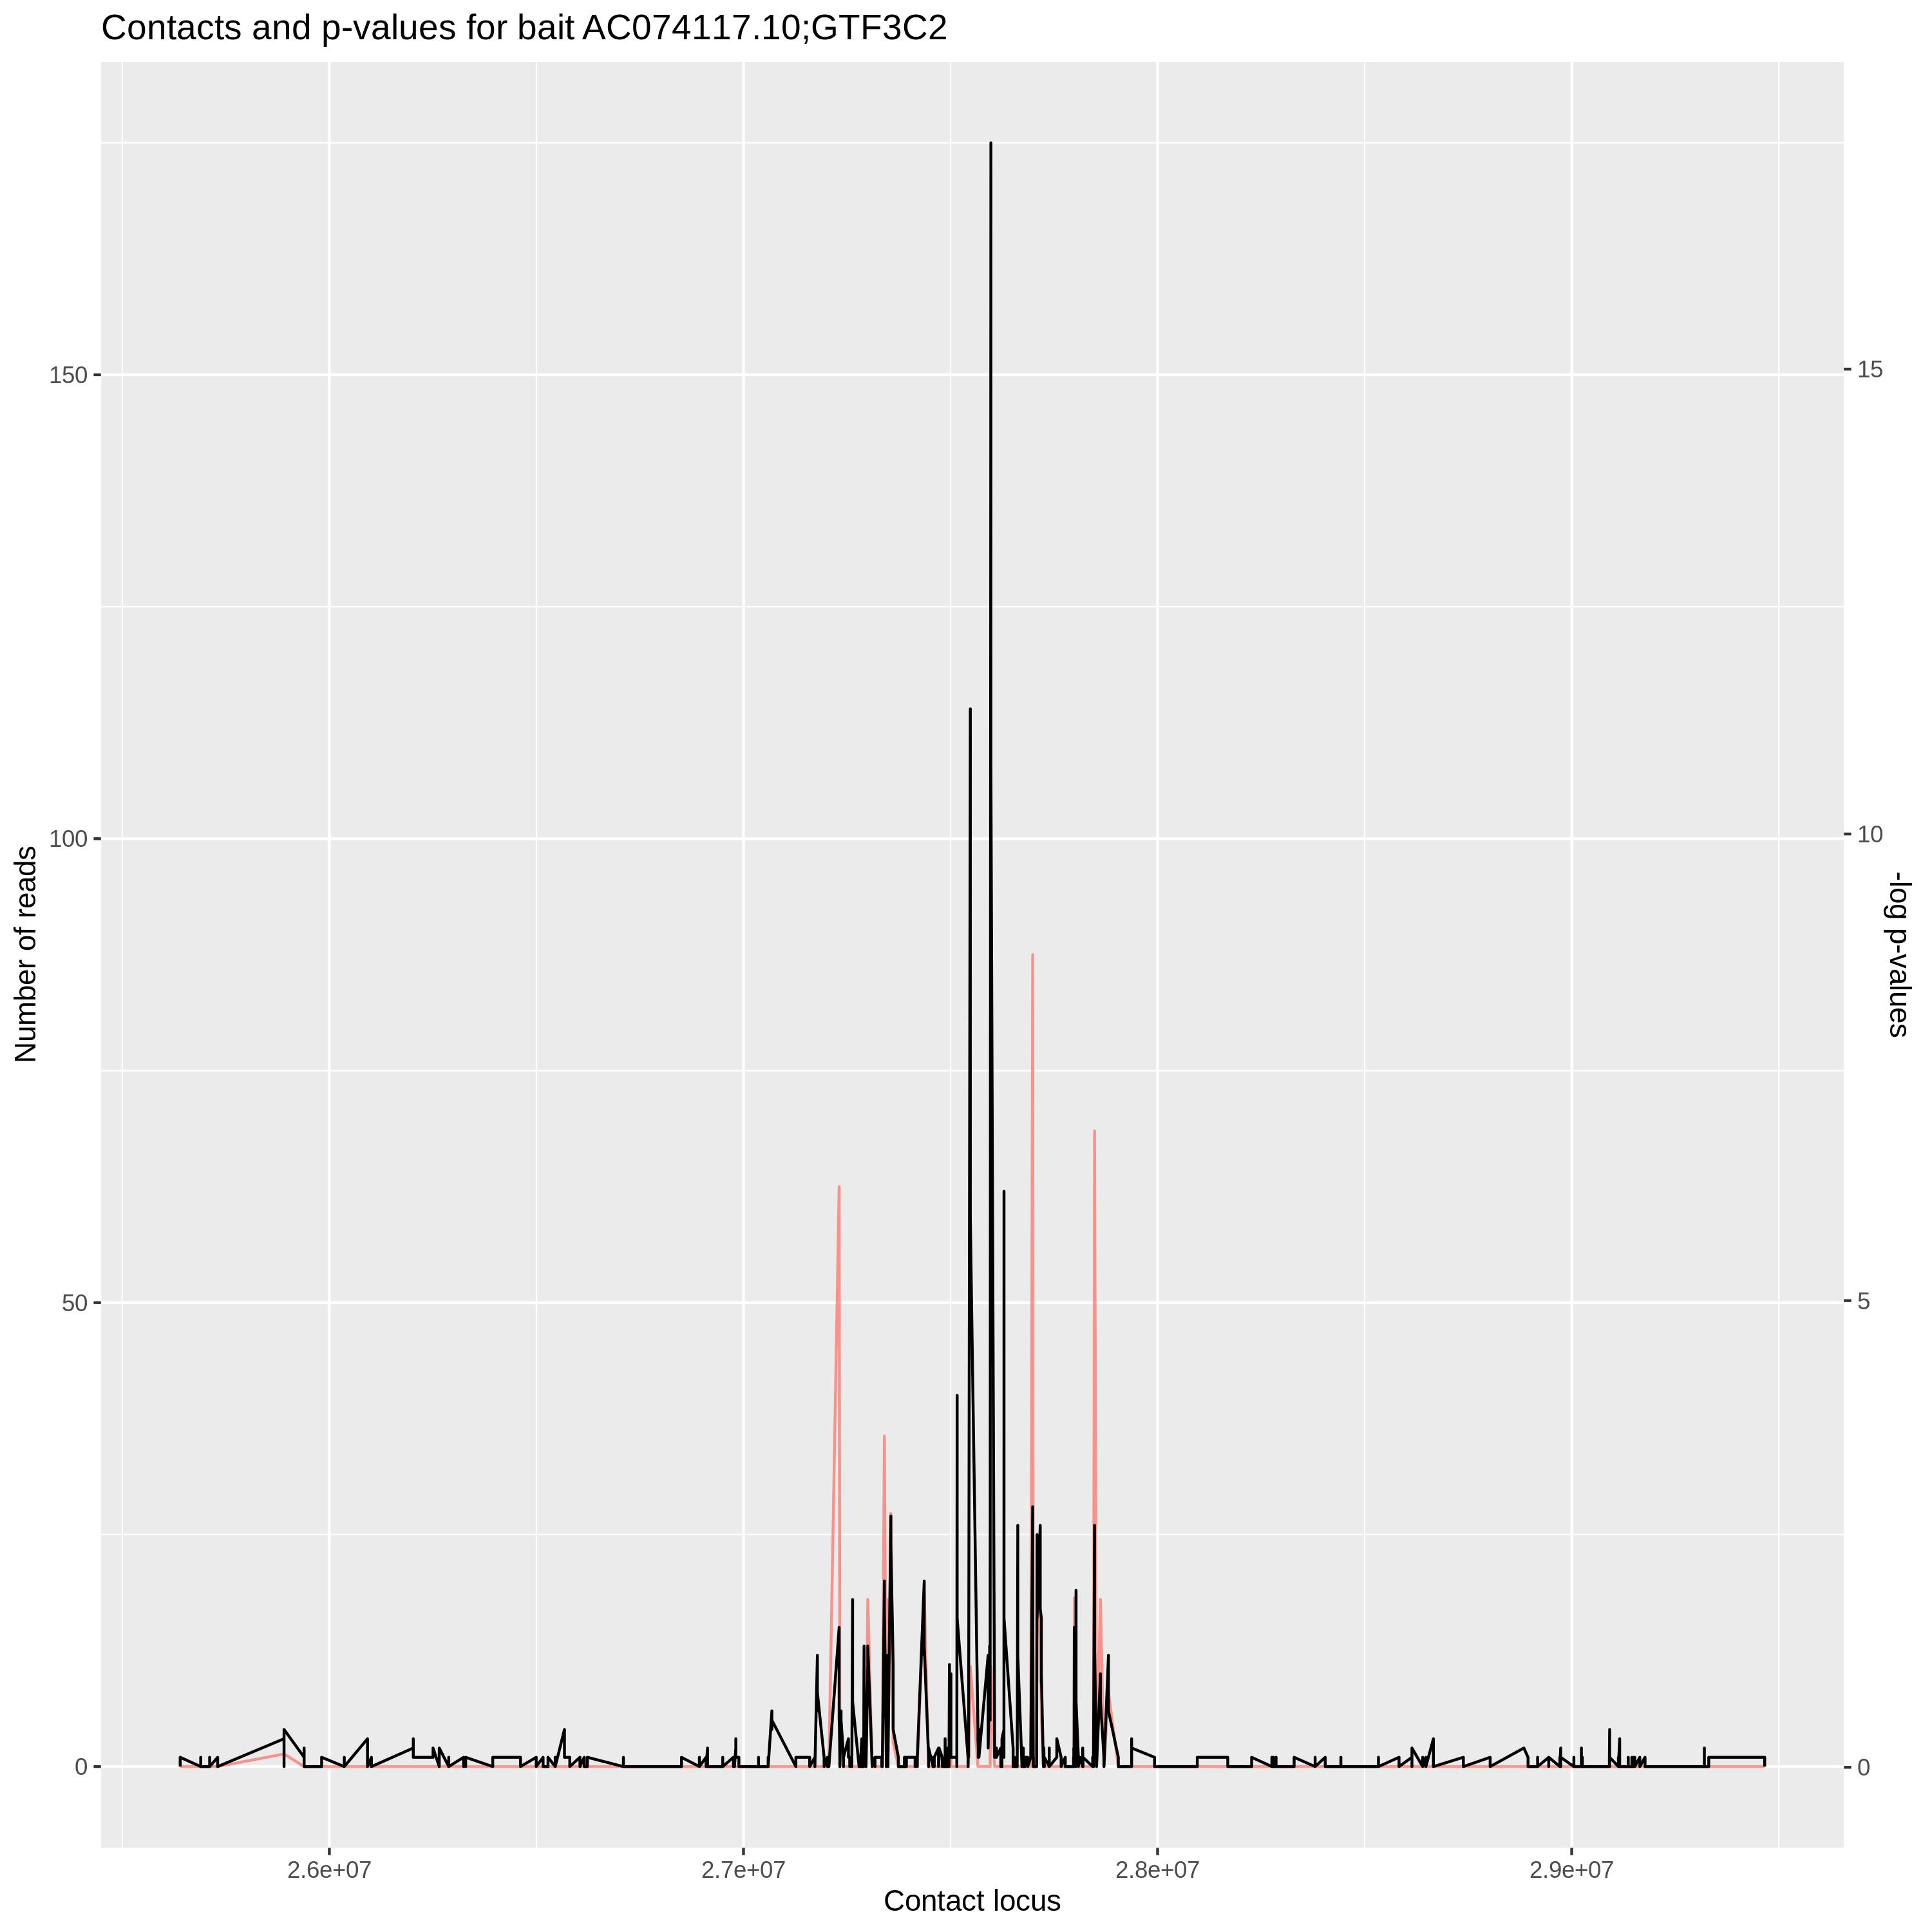 Contacts and p-values for bait AC074117.10;GTF3C2
Number of reads
150
100
50
0
15
10
5
0
-log p-values
2.6e+07
2.7e+07
2.8e+07
2.9e+07
Contact locus